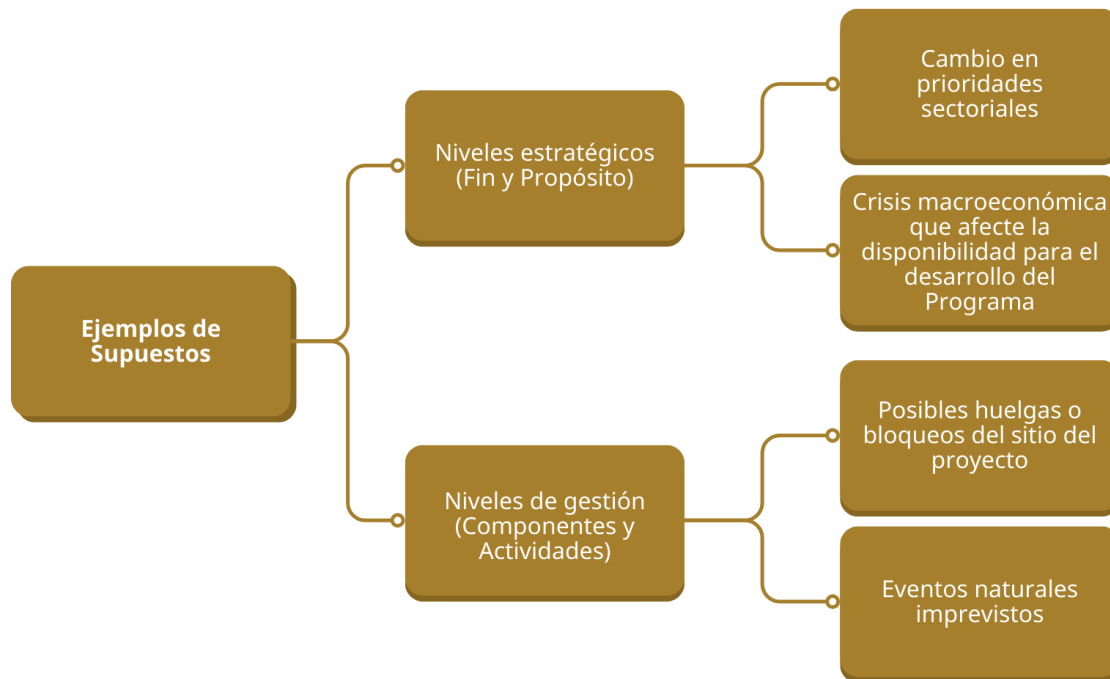 Ejemplos de
Supuestos
Niveles estratégicos
(Fin y Propósito)
Cambio en
prioridades
sectoriales
Crisis macroeconómica
que afecte la
disponibilidad para el
desarrollo del
Programa
Niveles de gestión
(Componentes y
Actividades)
Posibles huelgas o
bloqueos del sitio del
proyecto
Eventos naturales
imprevistos